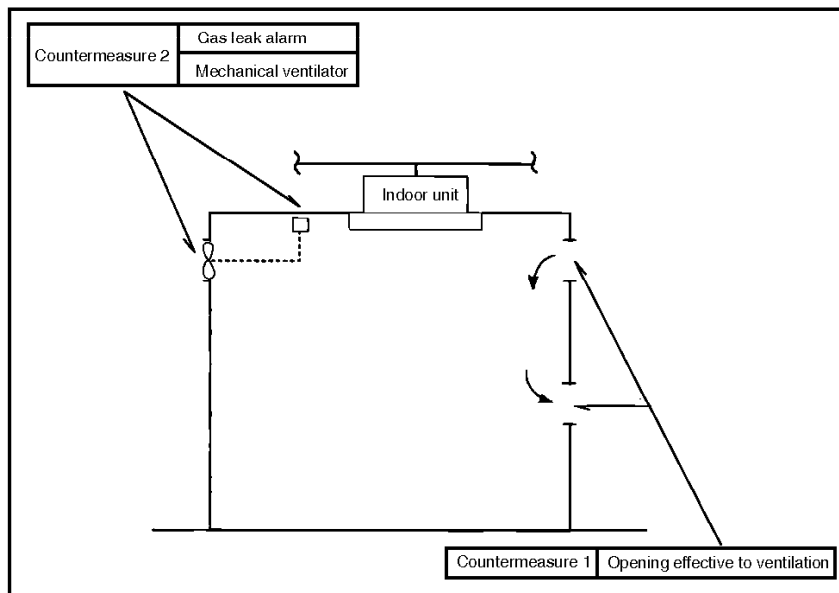 Countermeasure 2
Gas leak alarm
Mechanical ventilator
Indoor unit
Countermeasure 1
Opening effective to ventilation